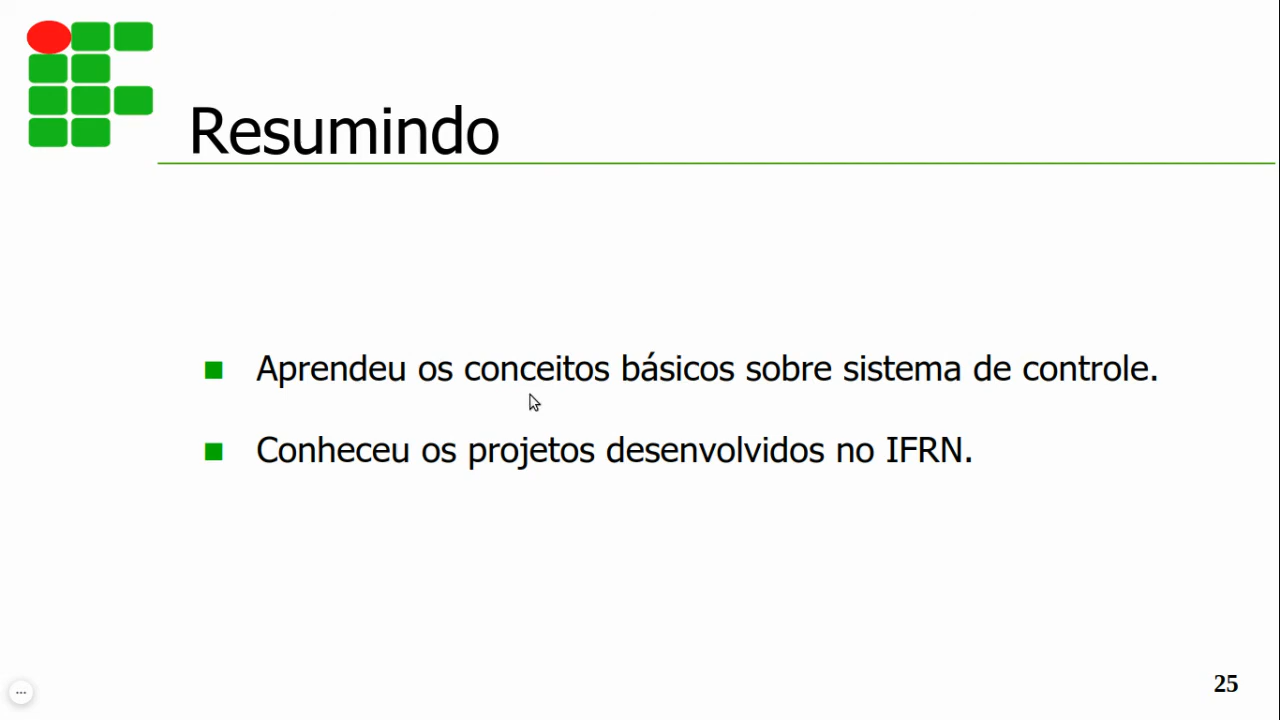 Resumindo
Aprendeu os conceitos básicos sobre sistema de controle.
Conheceu os projetos desenvolvidos no IFRN.
25